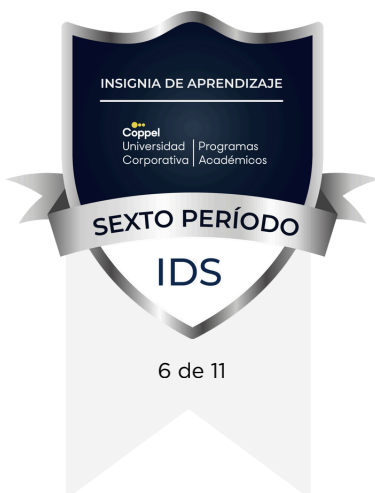 INSIGNIA DE APRENDIZAJE
Coppel
Universidad | Programas
Corporativa | Académicos
SEXTO PERÍODO
IDS
6 de 11